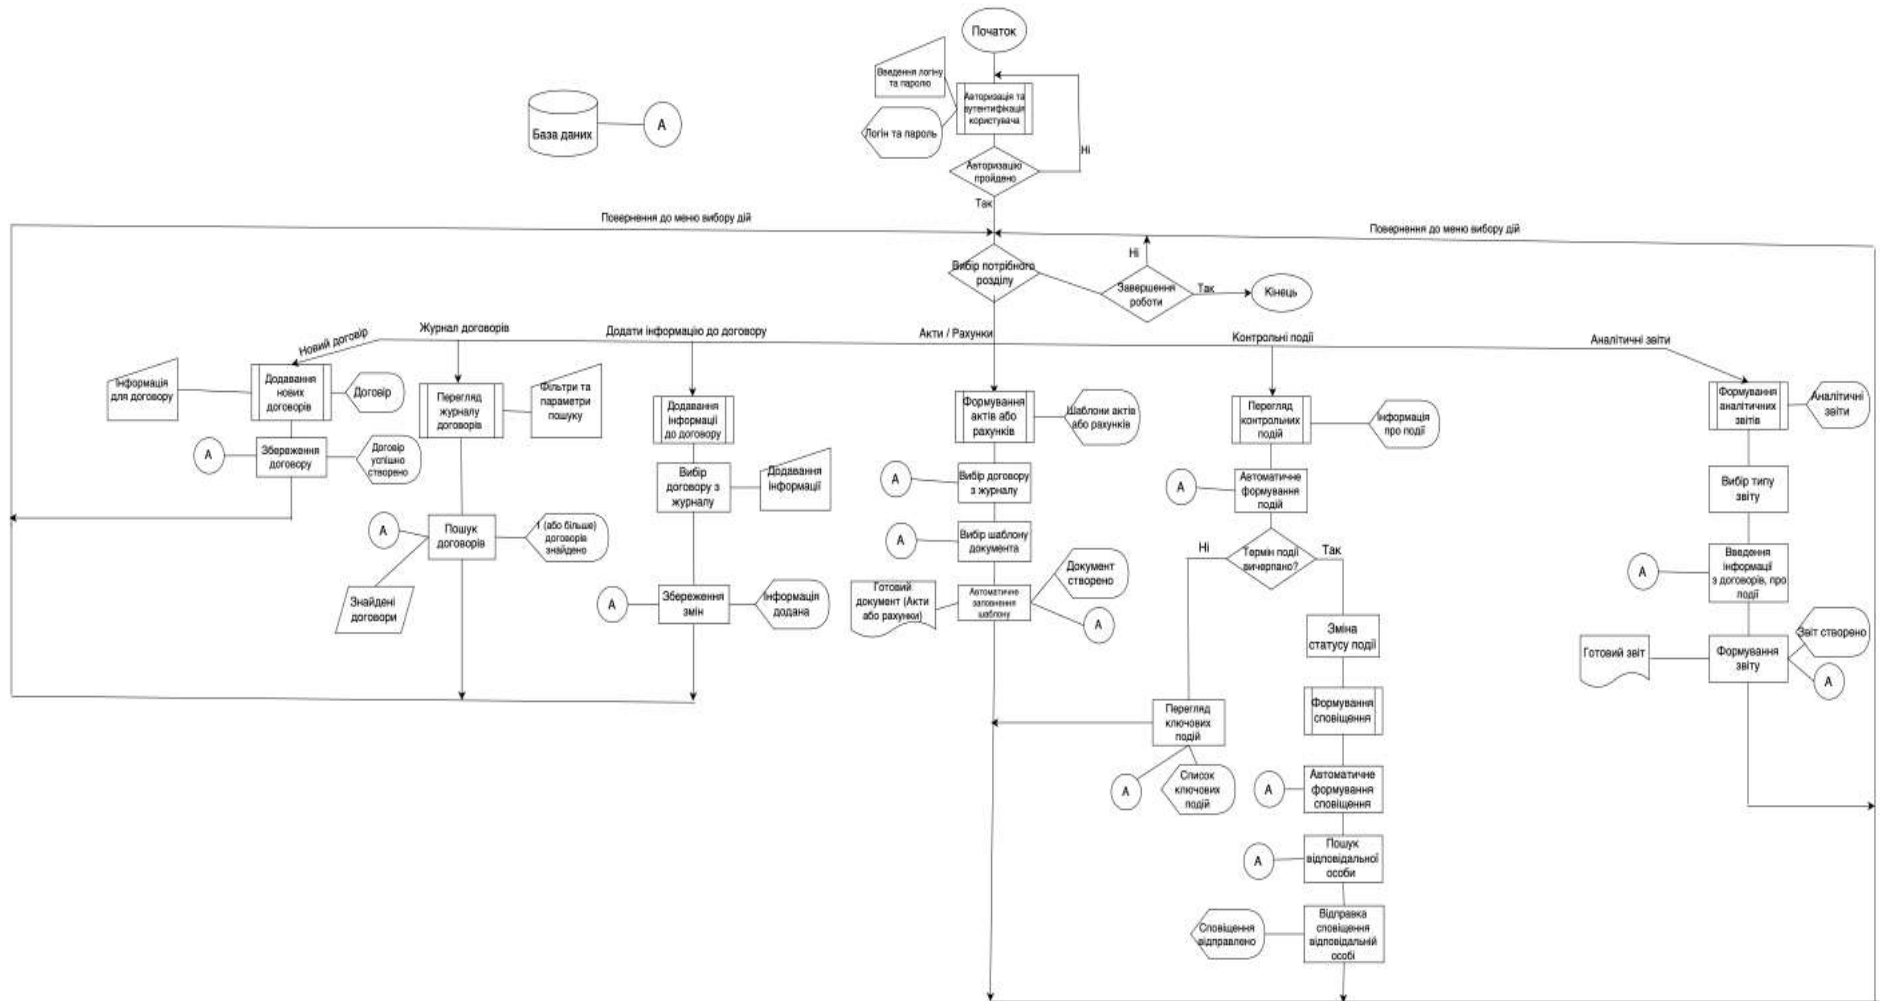 Початок
Введення логіну
та паролю
Авторизація та
аутентифікація
користувача
База даних
А
Логін та пароль
Ні
Авторизацію
пройдено
Так
Повернення до меню вибору дій
Повернення до меню вибору дій
Ні
Вибір потрібного
розділу
Завершення
роботи
Так
Кінець
Новий договір
Журнал договорів
Додати інформацію до договору
Акти / Рахунки
Контрольні події
Аналітичні звіти
Інформація
для договору
Додавання
нових
договорів
Договір
Перегляд
журналу
договорів
Фільтри та
параметри
пошуку
Додавання
інформації
до договору
Формування
актів або
рахунків
Шаблони актів
або рахунків
Перегляд
контрольних
подій
Інформація
про події
Формування
аналітичних
звітів
Аналітичні
звіти
А
Збереження
договору
Договір
успішно
створено
Вибір
договору з
журналу
Додавання
інформації
А
Вибір договору
з журналу
А
Автоматичне
формування
подій
Вибір типу
звіту
А
Пошук
договорів
1 (або більше)
договорів
знайдено
А
Вибір шаблону
документа
Ні
Термін події
вичерпано?
Так
Документ
створено
А
Введення
інформації
з договорів, про
події
Знайдені
договори
А
Збереження
змін
Інформація
додана
Готовий
документ (Акти
або рахунки)
Автоматичне
заповнення
шаблону
А
Зміна
статусу події
Готовий звіт
Формування
звіту
Звіт створено
А
Перегляд
ключових
подій
Формування
сповіщення
А
Список
ключових
подій
А
Автоматичне
формування
сповіщення
А
Пошук
відповідальної
особи
Сповіщення
відправлено
Відправка
сповіщення
відповідальній
особі